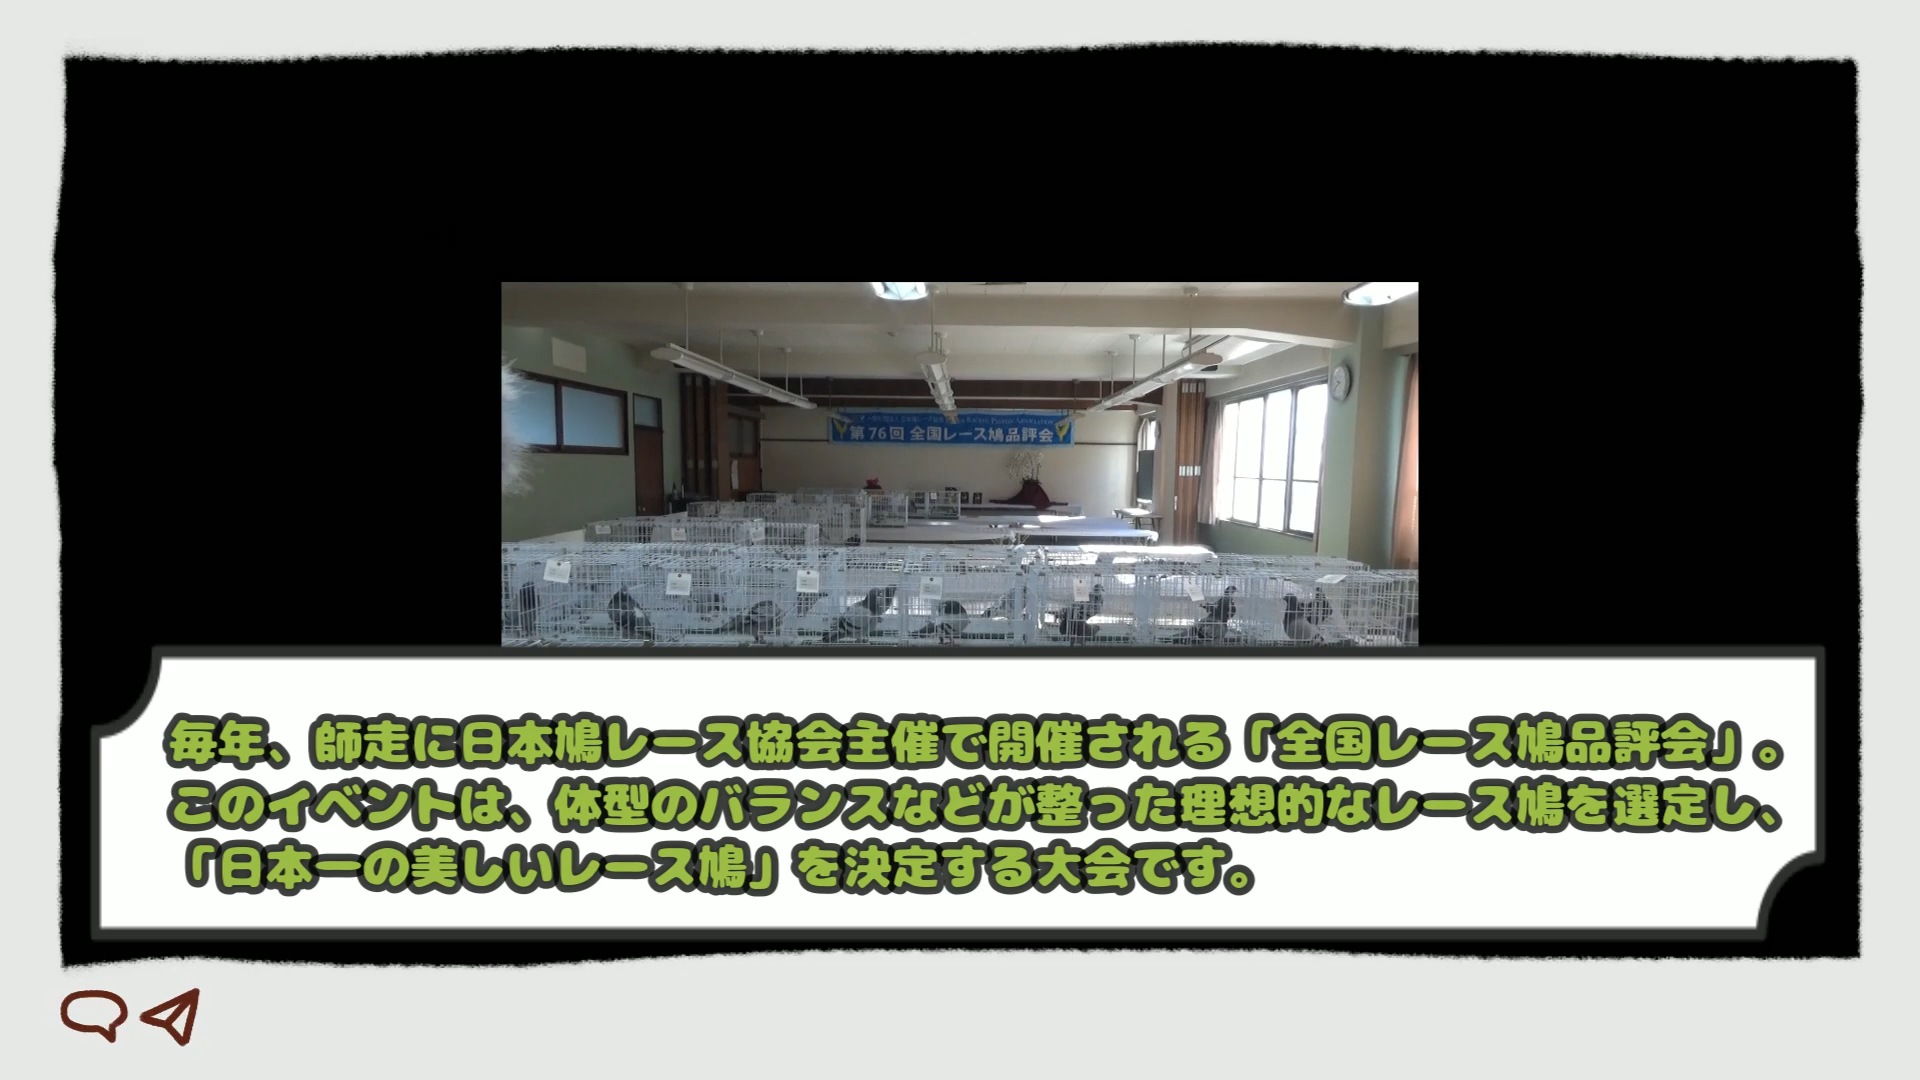 第76回 全国レース鳩品評会
毎年、師走に日本鳩レース協会主催で開催される「全国レース鳩品評会」。
このイベントは、体型のバランスなどが整った理想的なレース鳩を選定し、
「日本一の美しいレース鳩」を決定する大会です。